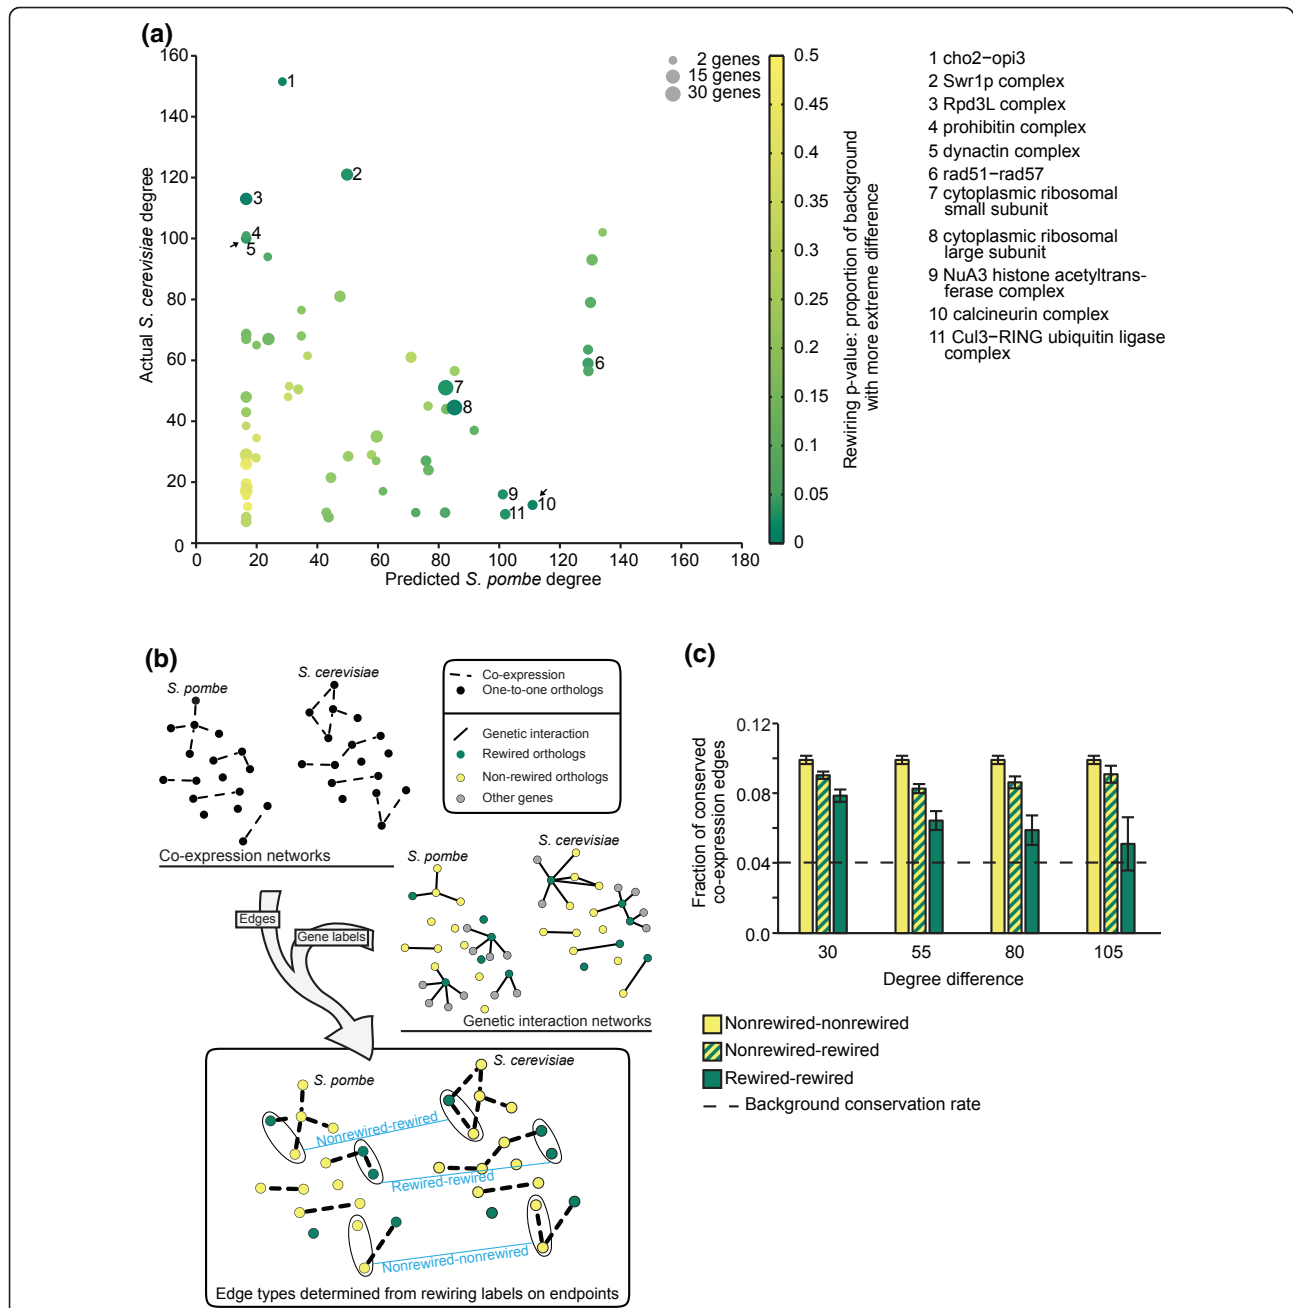 (a)
160
140
120
100
80
60
40
20
0
Actual S. cerevisiae degree
0 20 40 60 80 100 120 140 160 180
Predicted S. pombe degree
1
2
3
4
5
6
7
8
9
10
11
2 genes
15 genes
30 genes
0.5
0.45
0.4
0.35
0.3
0.25
0.2
0.15
0.1
0.05
0
Rewiring p-value: proportion of background
with more extreme difference
1 cho2−opi3
2 Swr1p complex
3 Rpd3L complex
4 prohibitin complex
5 dynactin complex
6 rad51−rad57
7 cytoplasmic ribosomal
small subunit
8 cytoplasmic ribosomal
large subunit
9 NuA3 histone acetyltrans-
ferase complex
10 calcineurin complex
11 Cul3−RING ubiquitin ligase
complex
(b)
S. pombe
S. cerevisiae
Co-expression
One-to-one orthologs
Genetic interaction
Rewired orthologs
Non-rewired orthologs
Other genes
Co-expression networks
S. pombe
S. cerevisiae
Edges
Gene labels
Genetic interaction networks
S. pombe
S. cerevisiae
Nonrewired-rewired
Rewired-rewired
Nonrewired-nonrewired
Edge types determined from rewiring labels on endpoints
(c)
0.12
0.08
0.04
0.0
Fraction of conserved
co-expression edges
30 55 80 105
Degree difference
Nonrewired-nonrewired
Nonrewired-rewired
Rewired-rewired
Background conservation rate